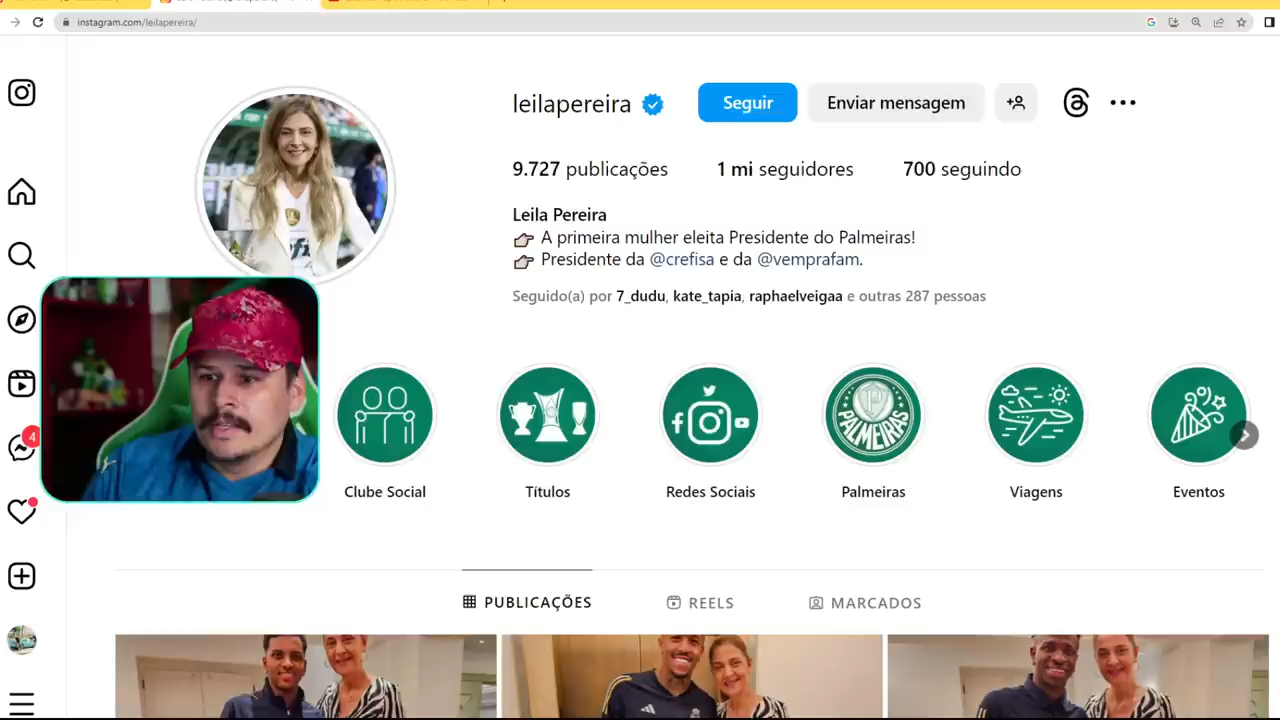 instagram.com/leilapereira/
leilapereira
Seguir
Enviar mensagem
9.727 publicações
1 mi seguidores
700 seguindo
Leila Pereira
👉🏻 A primeira mulher eleita Presidente do Palmeiras!
👉🏻 Presidente da @crefisa e da @vemprafam.
Seguido(a) por 7_dudu, kate_tapia, raphaelveigaa e outras 287 pessoas
4
PALMEIRAS
Clube Social
Títulos
Redes Sociais
Palmeiras
Viagens
Eventos
PUBLICAÇÕES
REELS
MARCADOS